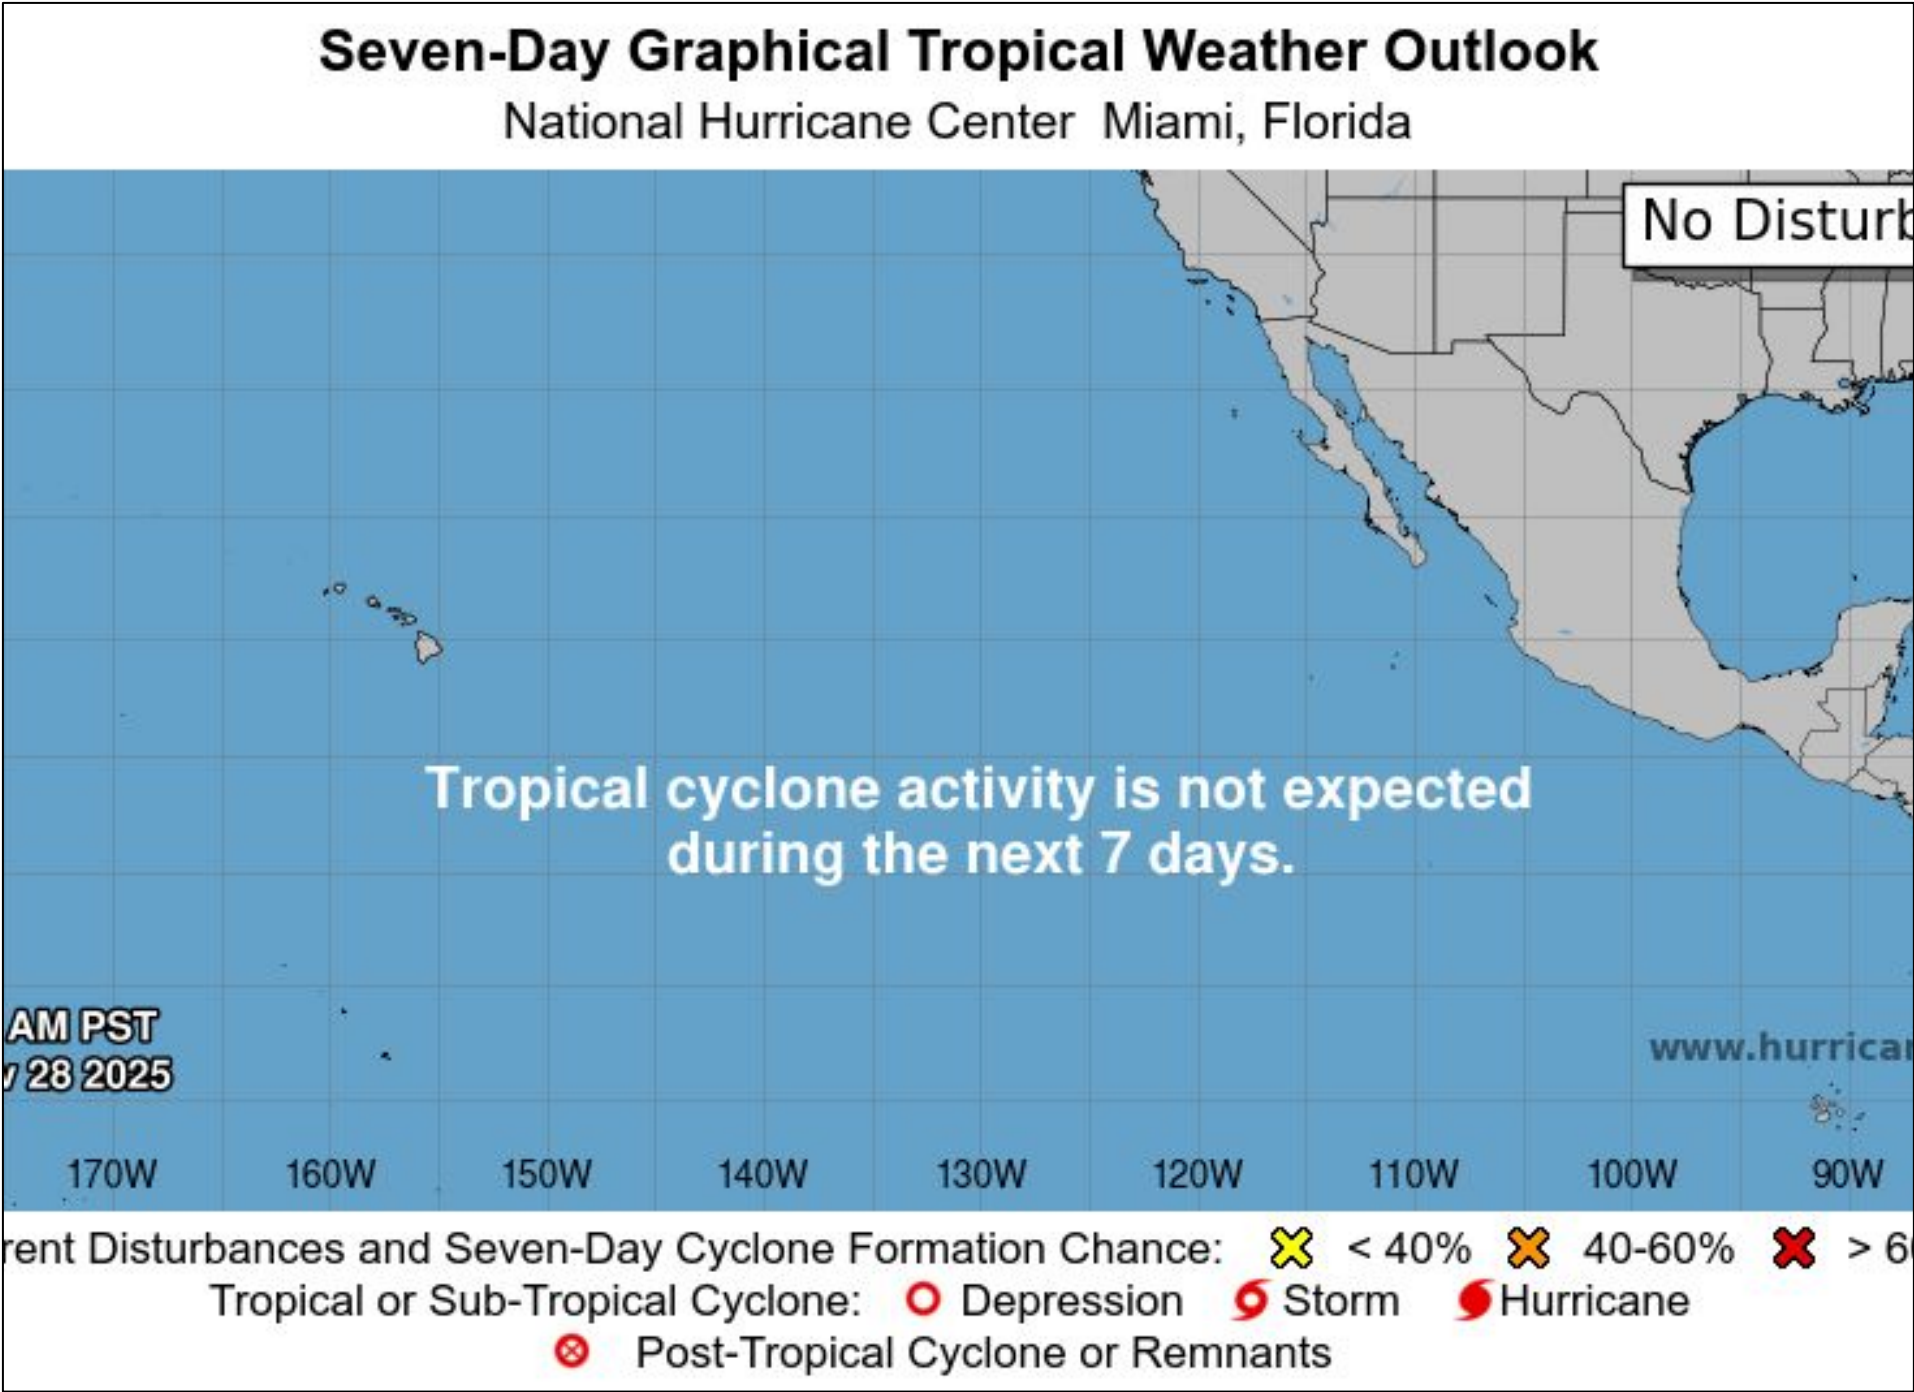 Seven-Day Graphical Tropical Weather Outlook
National Hurricane Center Miami, Florida
No Disturb
Tropical cyclone activity is not expected
during the next 7 days.
AM PST
28 2025
www.hurrica
170W 160W 150W 140W 130W 120W 110W 100W 90W
rent Disturbances and Seven-Day Cyclone Formation Chance: < 40% 40-60% > 6
Tropical or Sub-Tropical Cyclone: Depression Storm Hurricane
Post-Tropical Cyclone or Remnants